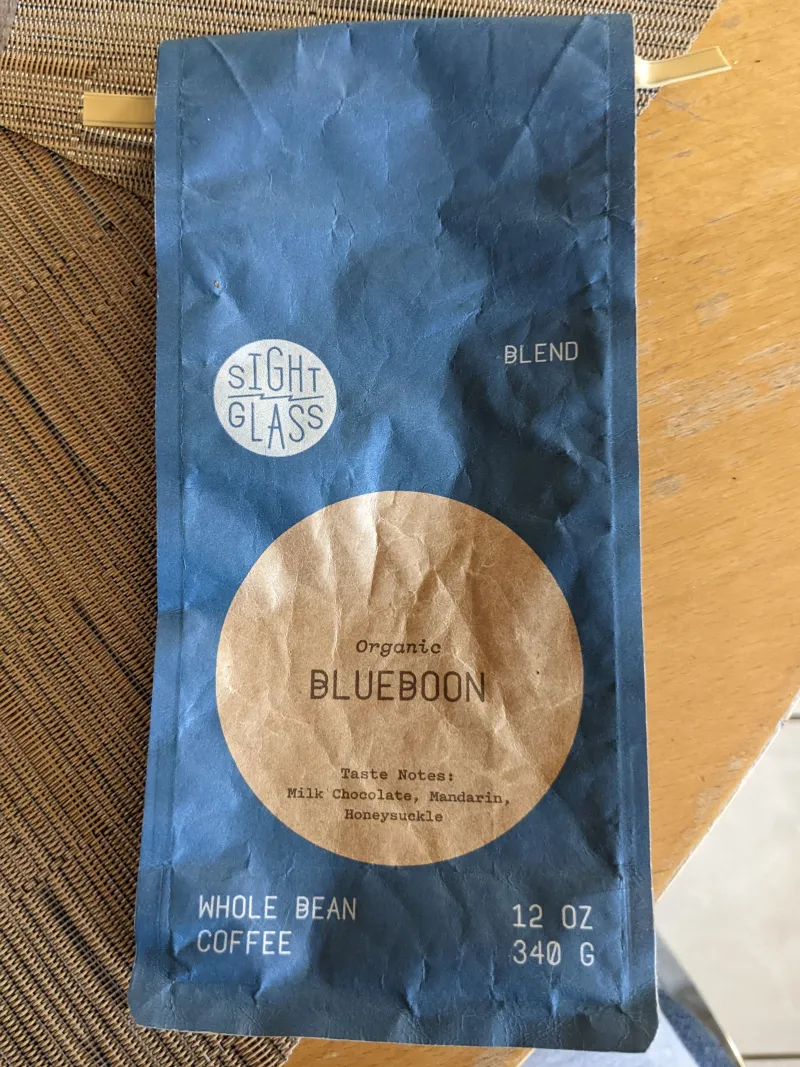 SIGHT
GLASS
BLEND
Organic
BLUEBOON
Taste Notes:
Milk Chocolate, Mandarin,
Honeysuckle
WHOLE BEAN
COFFEE
12 OZ
340 G